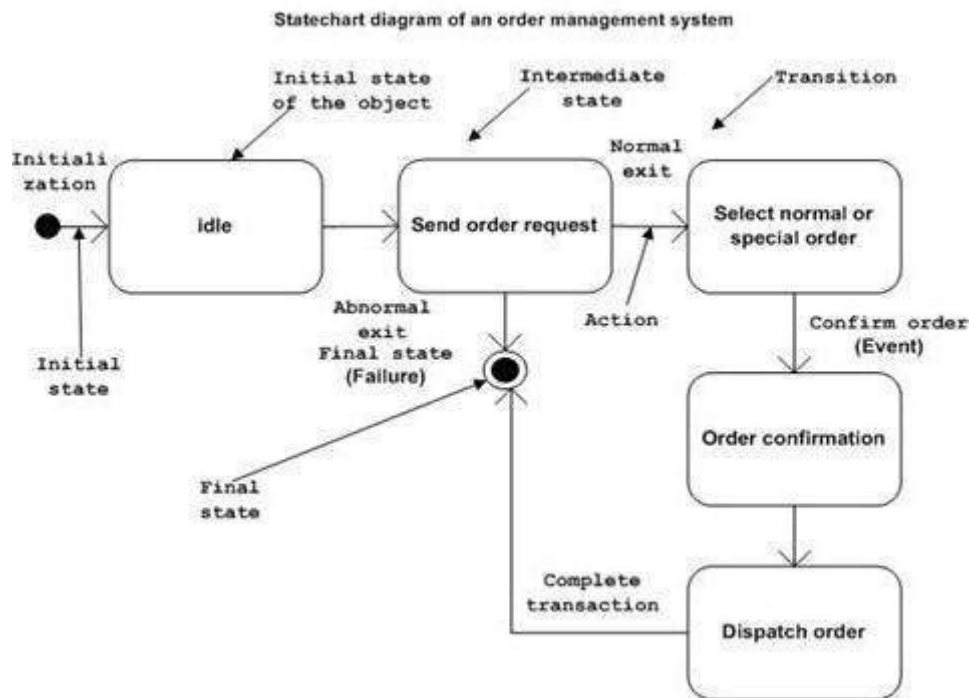 Statechart diagram of an order management system
Initial state
of the object
Intermediate
state
Transition
Initiali
zation
Normal
exit
idle
Send order request
Select normal or
special order
Abnormal
exit
Final state
(Failure)
Action
Confirm order
(Event)
Initial
state
Order confirmation
Final
state
Complete
transaction
Dispatch order